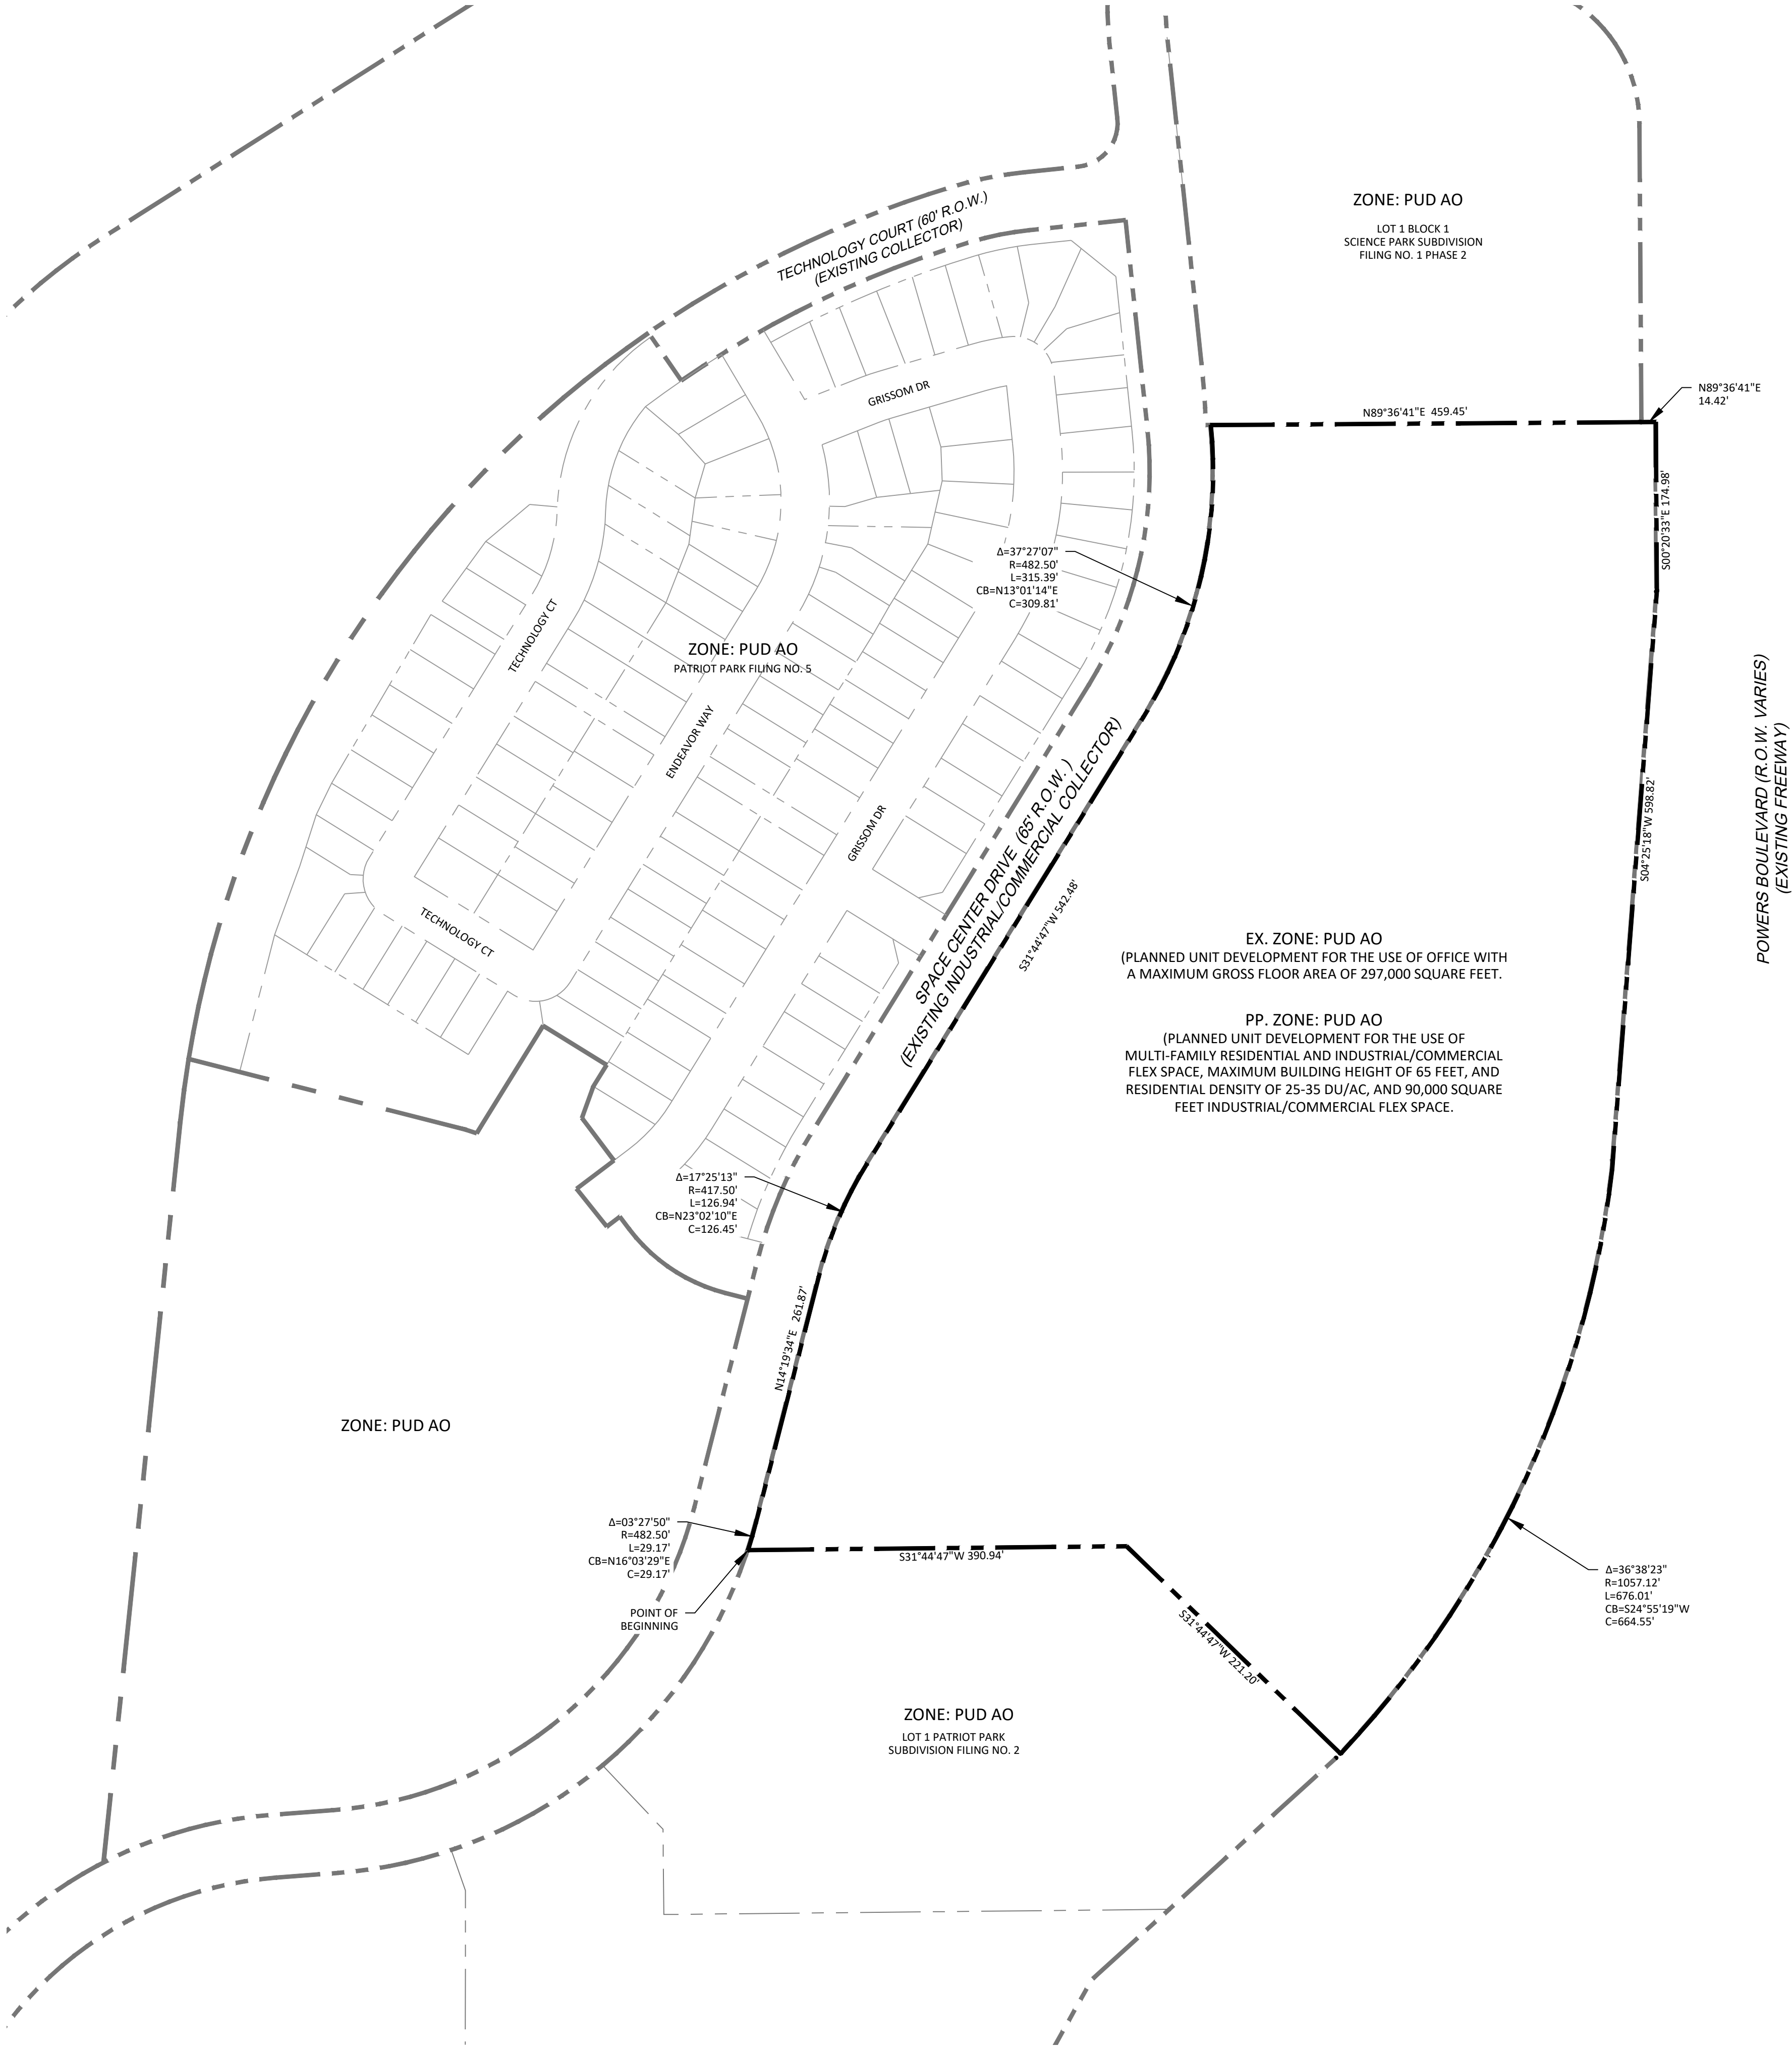 ZONE: PUD AO
LOT 1 BLOCK 1
SCIENCE PARK SUBDIVISION
FILING NO. 1 PHASE 2
TECHNOLOGY COURT (60' R.O.W.)
(EXISTING COLLECTOR)
GRISSOM DR
N89°36'41"E 459.45'
N89°36'41"E
14.42'
S00°20'33"E 174.98'
Δ=37°27'07"
R=482.50'
L=315.39'
CB=N13°01'14"E
C=309.81'
TECHNOLOGY CT
ZONE: PUD AO
PATRIOT PARK FILING NO. 5
ENDEAVOR WAY
GRISSOM DR
TECHNOLOGY CT
SPACE CENTER DRIVE (65' R.O.W. )
(EXISTING INDUSTRIAL/COMMERCIAL COLLECTOR)
S31°44'47"W 542.48'
S04°25'18"W 598.82'
POWERS BOULEVARD (R.O.W. VARIES)
(EXISTING FREEWAY)
EX. ZONE: PUD AO
(PLANNED UNIT DEVELOPMENT FOR THE USE OF OFFICE WITH
A MAXIMUM GROSS FLOOR AREA OF 297,000 SQUARE FEET.
PP. ZONE: PUD AO
(PLANNED UNIT DEVELOPMENT FOR THE USE OF
MULTI-FAMILY RESIDENTIAL AND INDUSTRIAL/COMMERCIAL
FLEX SPACE, MAXIMUM BUILDING HEIGHT OF 65 FEET, AND
RESIDENTIAL DENSITY OF 25-35 DU/AC, AND 90,000 SQUARE
FEET INDUSTRIAL/COMMERCIAL FLEX SPACE.
Δ=17°25'13"
R=417.50'
L=126.94'
CB=N23°02'10"E
C=126.45'
N14°19'34"E 261.87'
ZONE: PUD AO
Δ=03°27'50"
R=482.50'
L=29.17'
CB=N16°03'29"E
C=29.17'
POINT OF
BEGINNING
S31°44'47"W 390.94'
S31°44'47"W 221.20'
Δ=36°38'23"
R=1057.12'
L=676.01'
CB=S24°55'19"W
C=664.55'
ZONE: PUD AO
LOT 1 PATRIOT PARK
SUBDIVISION FILING NO. 2